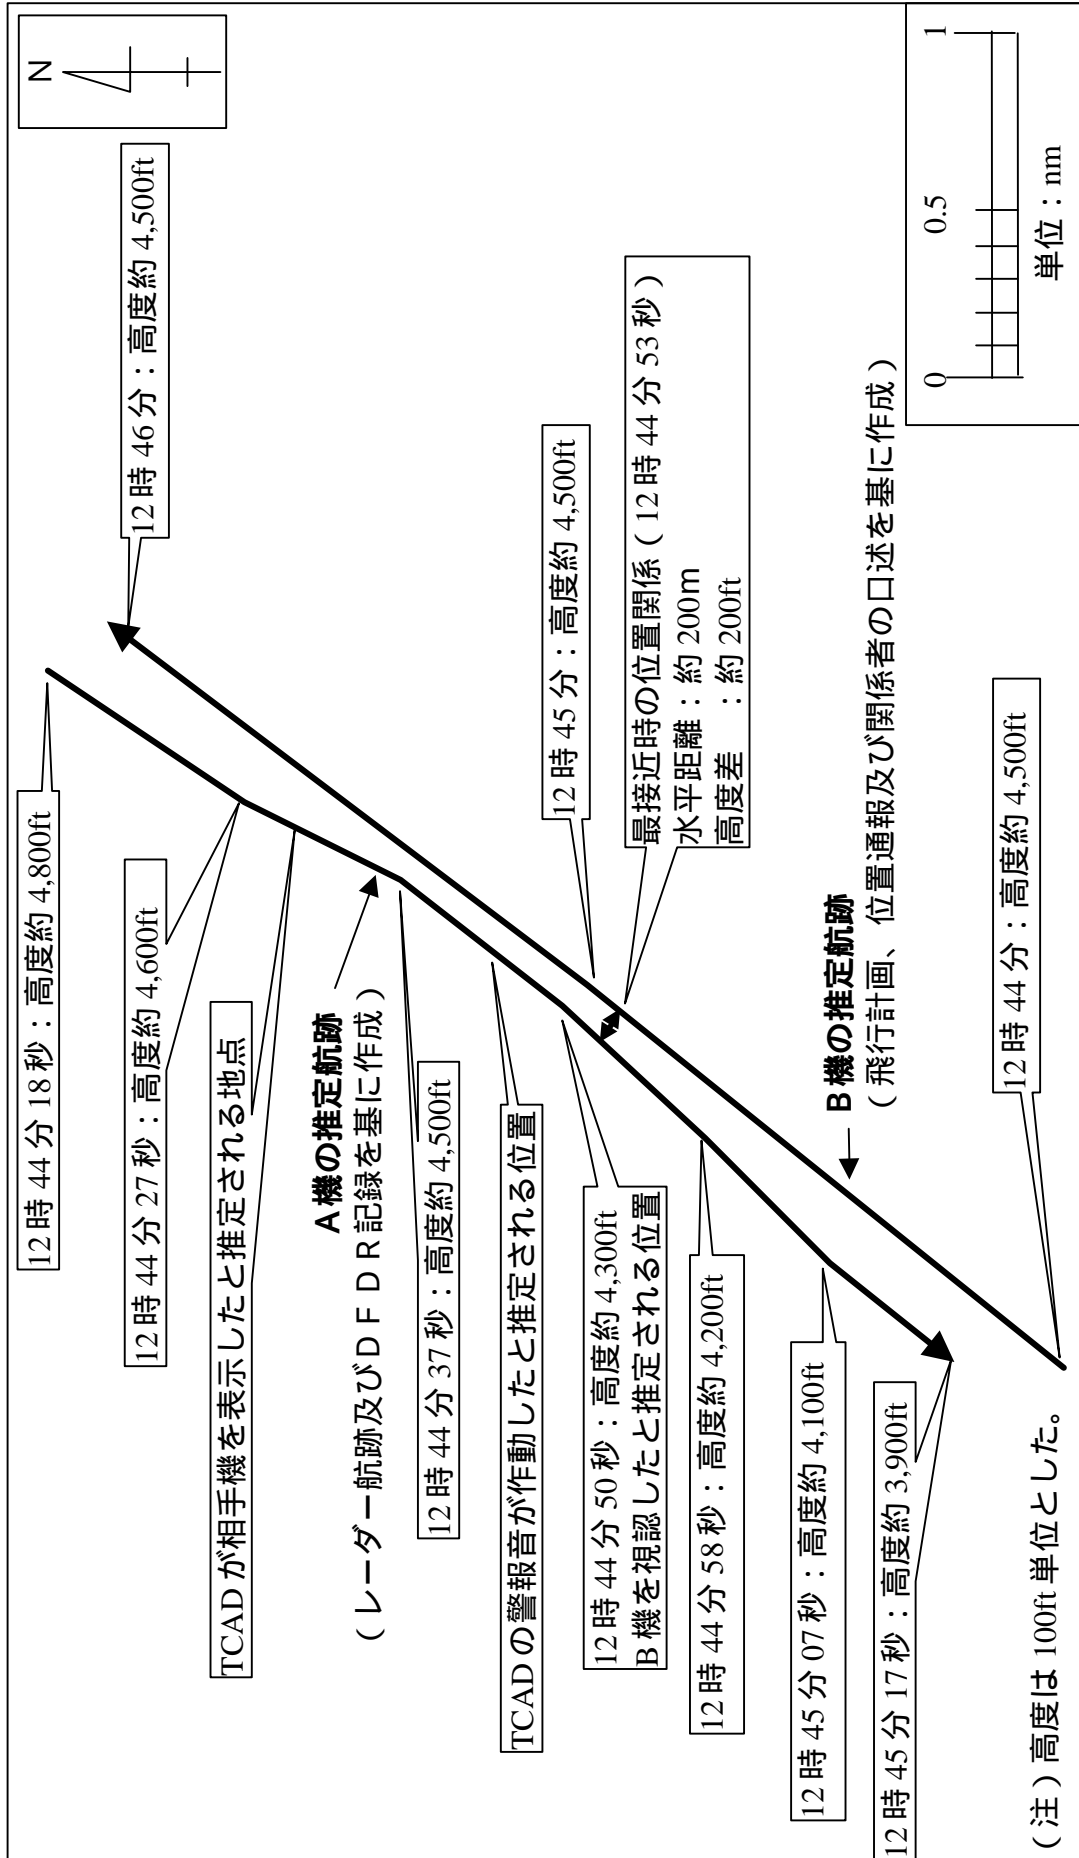 N
12時44分18秒：高度約4,800ft
12時46分：高度約4,500ft
12時44分27秒：高度約4,600ft
TCADが相手機を表示したと推定される地点
A機の推定航跡
（レーダー航跡及びＤＦＤＲ記録を基に作成）
12時44分37秒：高度約4,500ft
TCADの警報音が作動したと推定される位置
12時45分：高度約4,500ft
12時44分50秒：高度約4,300ft
B機を視認したと推定される位置
最接近時の位置関係（12時44分53秒）
水平距離：約200m
高度差　：約200ft
12時44分58秒：高度約4,200ft
12時45分07秒：高度約4,100ft
B機の推定航跡
（飛行計画、位置通報及び関係者の口述を基に作成）
12時45分17秒：高度約3,900ft
12時44分：高度約4,500ft
（注）高度は100ft単位とした。
0 0.5 1
単位：nm